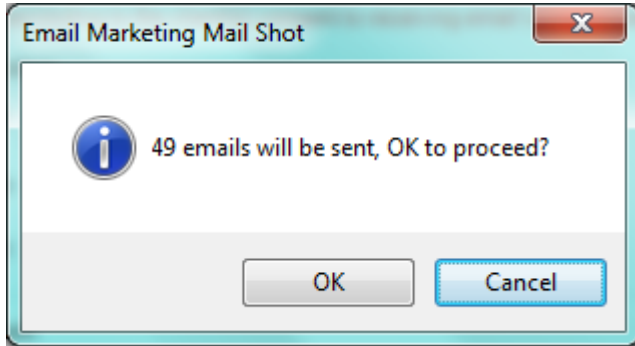 Email Marketing Mail Shot
49 emails will be sent, OK to proceed?
OK
Cancel